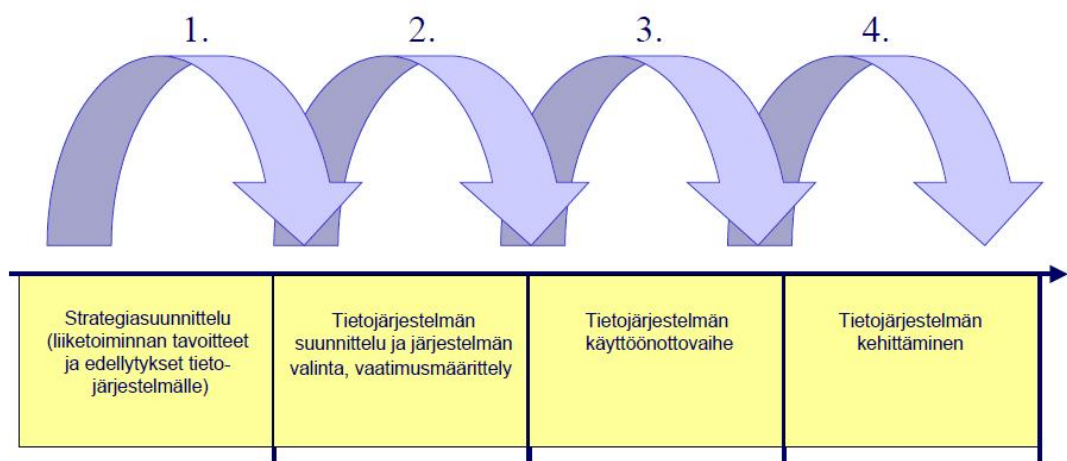 1.
2.
3.
4.
Strategiasuunnittelu
(liiketoiminnan tavoitteet
ja edellytykset tieto-
järjestelmälle)
Tietojärjestelmän
suunnittelu ja järjestelmän
valinta, vaatimusmäärittely
Tietojärjestelmän
käyttöönottovaihe
Tietojärjestelmän
kehittäminen